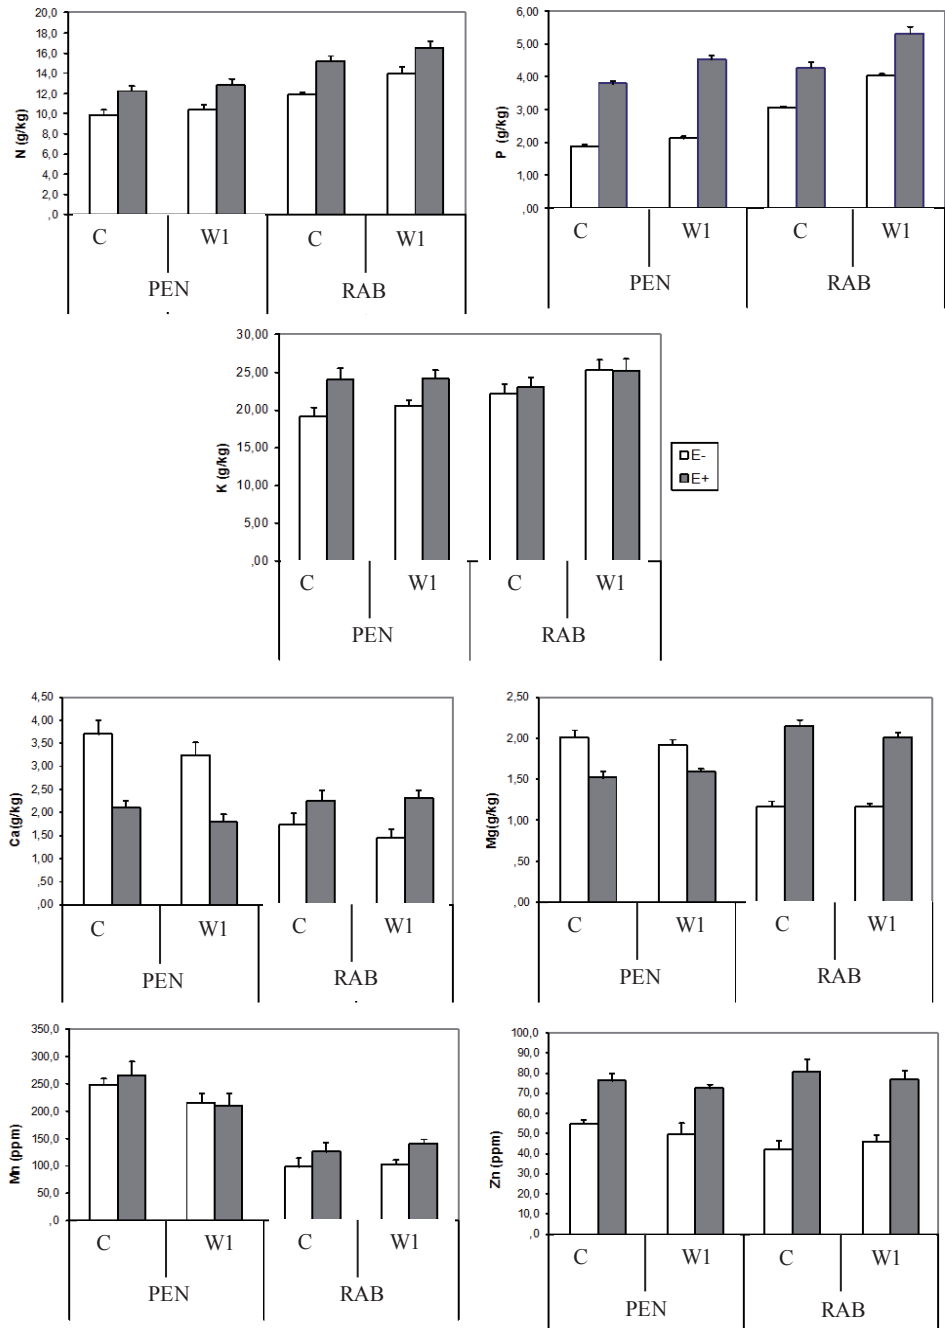 N (g/kg)
20,0
18,0
16,0
14,0
12,0
10,0
8,0
6,0
4,0
2,0
,0
C
W1
C
W1
PEN
RAB
P (g/kg)
6,00
5,00
4,00
3,00
2,00
1,00
,00
C
W1
C
W1
PEN
RAB
K (g/kg)
30,00
25,00
20,00
15,00
10,00
5,00
,00
C
W1
C
W1
PEN
RAB
E-
E+
Ca(g/kg)
4,50
4,00
3,50
3,00
2,50
2,00
1,50
1,00
,50
,00
C
W1
C
W1
PEN
RAB
Mg(g/kg)
2,50
2,00
1,50
1,00
,50
,00
C
W1
C
W1
PEN
RAB
Mn (ppm)
350,0
300,0
250,0
200,0
150,0
100,0
50,0
,0
C
W1
C
W1
PEN
RAB
Zn (ppm)
100,0
90,0
80,0
70,0
60,0
50,0
40,0
30,0
20,0
10,0
,0
C
W1
C
W1
PEN
RAB